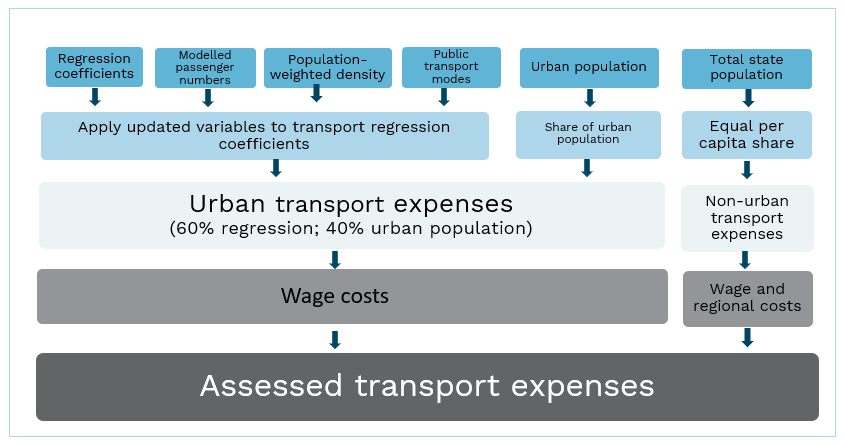 Regression
coefficients
Modelled
passenger
numbers
Population-
weighted density
Public
transport
modes
Urban population
Total state
population
Apply updated variables to transport regression
coefficients
Share of urban
population
Equal per
capita share
Urban transport expenses
(60% regression; 40% urban population)
Non-urban
transport
expenses
Wage costs
Wage and
regional costs
Assessed transport expenses